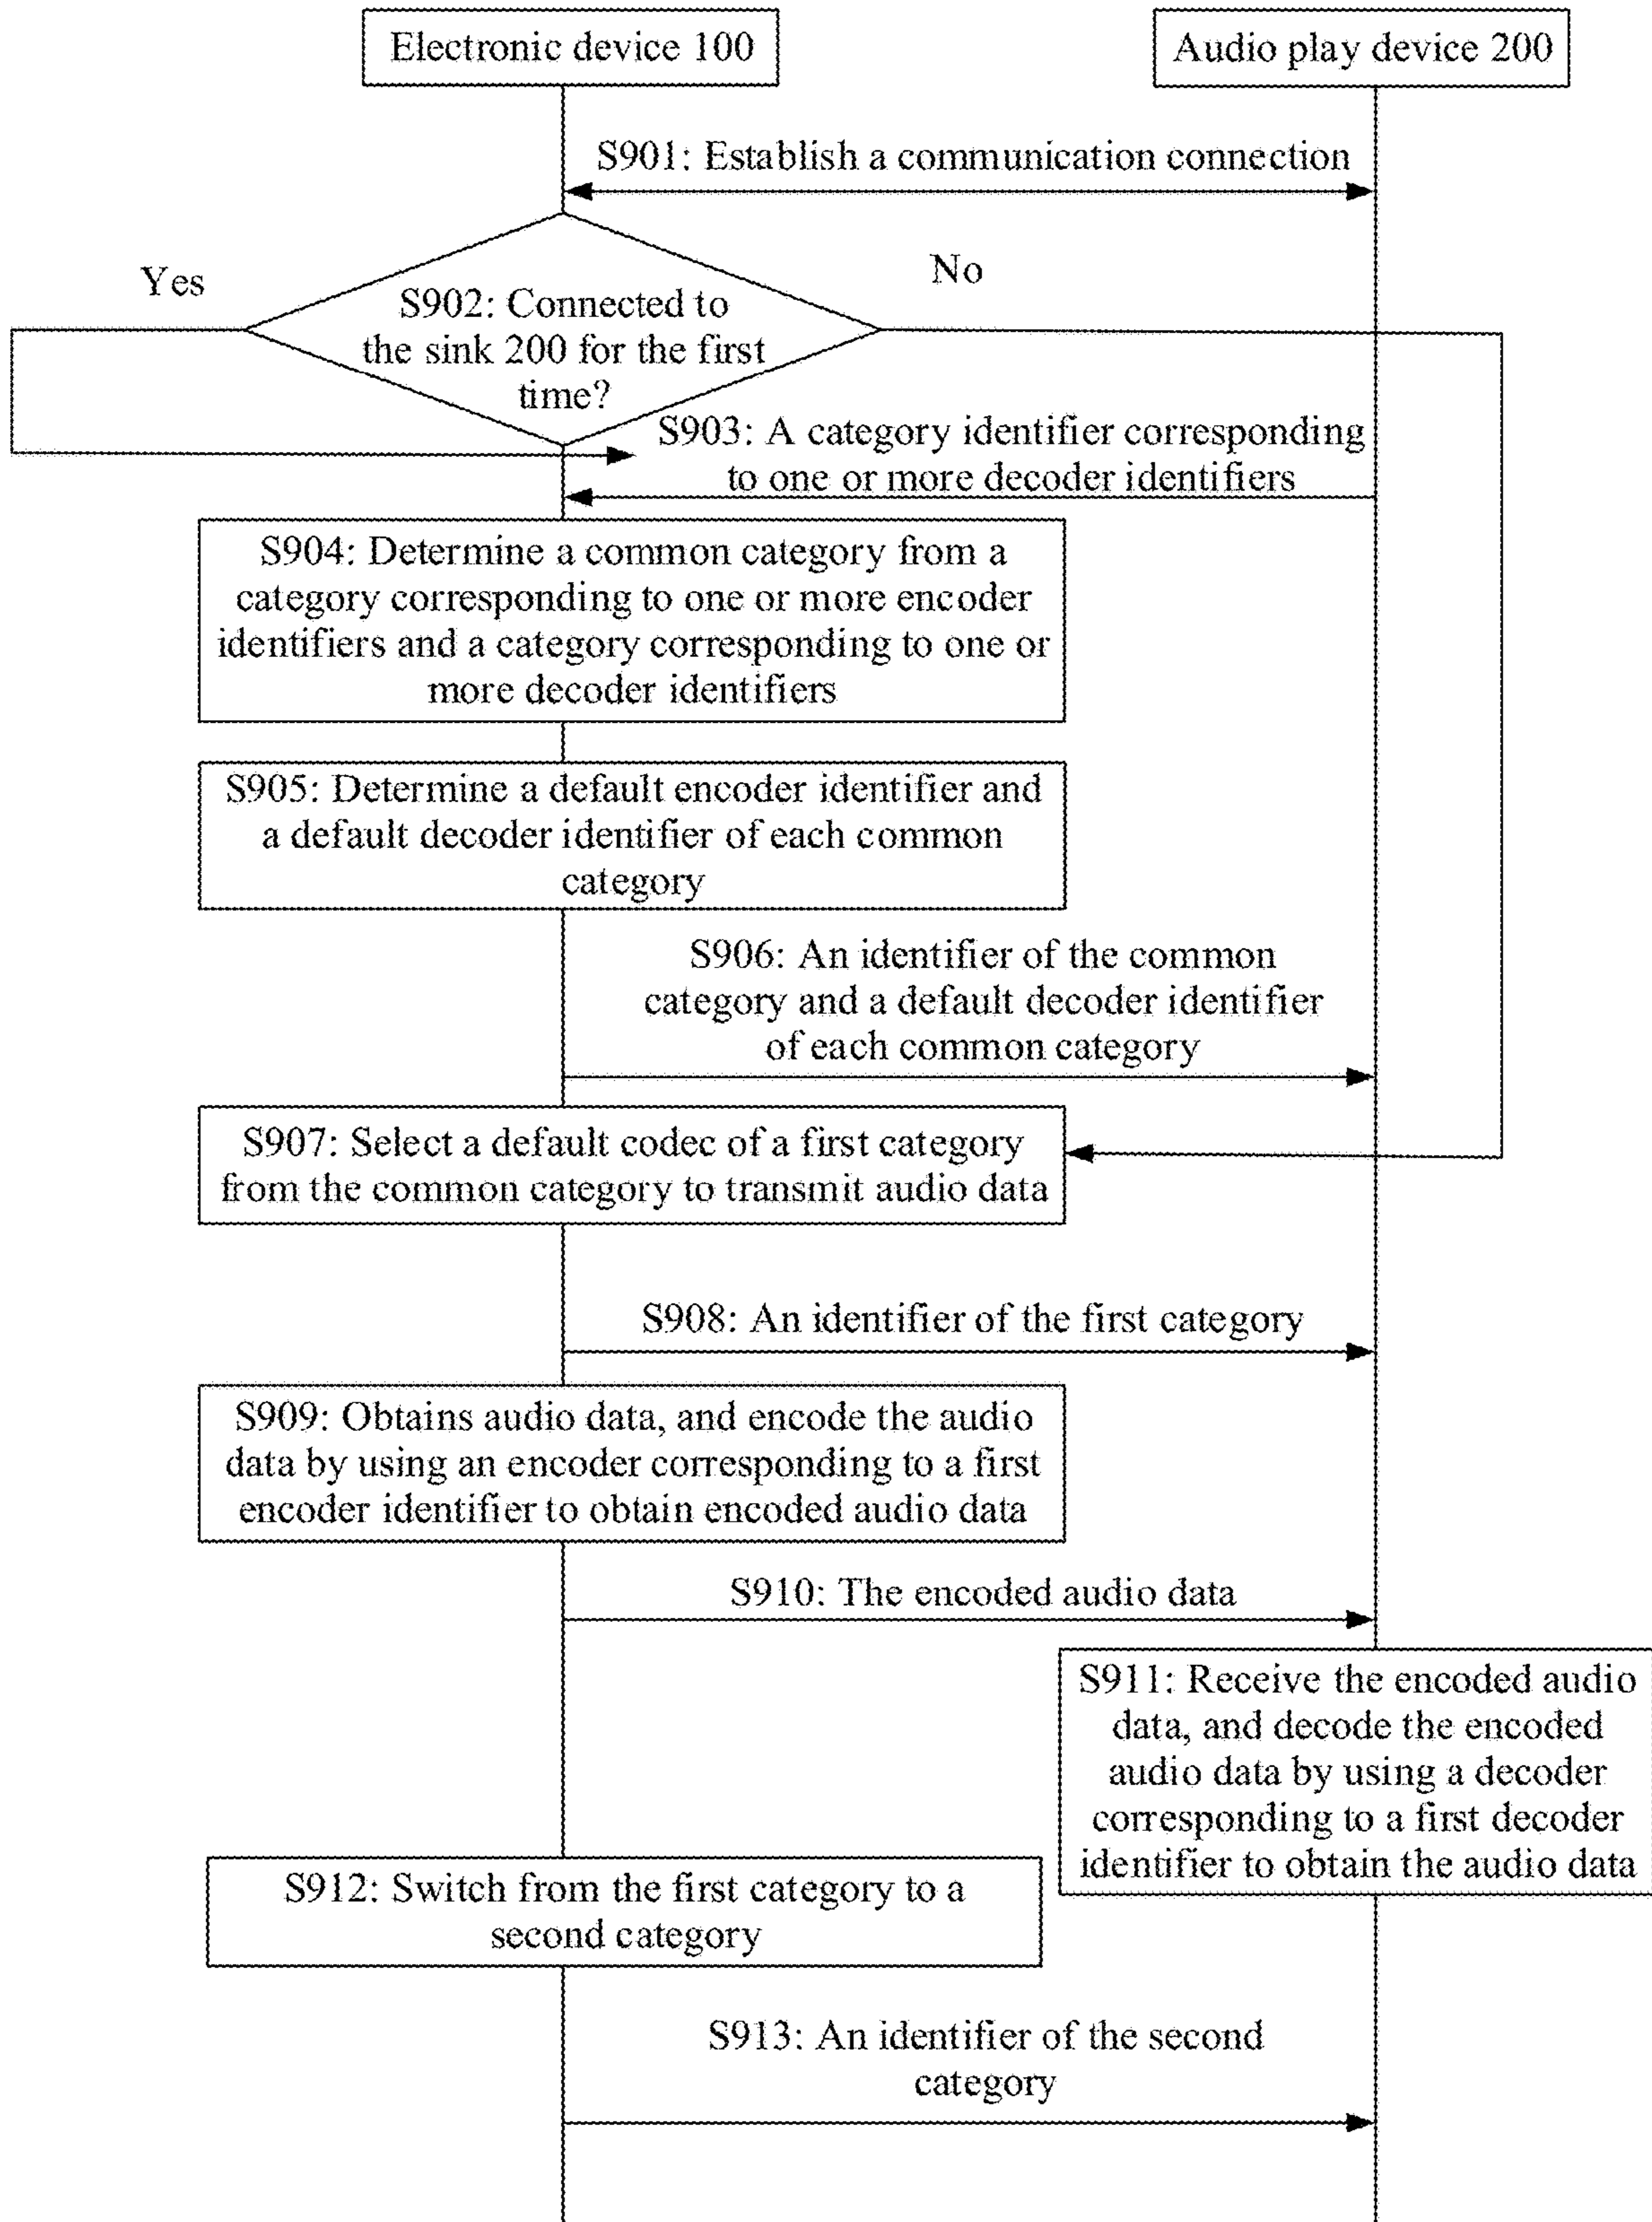 Electronic device 100
Audio play device 200
S901: Establish a communication connection
Yes
No
S902: Connected to
the sink 200 for the first
time?
S903: A category identifier corresponding
to one or more decoder identifiers
S904: Determine a common category from a
category corresponding to one or more encoder
identifiers and a category corresponding to one or
more decoder identifiers
S905: Determine a default encoder identifier and
a default decoder identifier of each common
category
S906: An identifier of the common
category and a default decoder identifier
of each common category
S907: Select a default codec of a first category
from the common category to transmit audio data
S908: An identifier of the first category
S909: Obtains audio data, and encode the audio
data by using an encoder corresponding to a first
encoder identifier to obtain encoded audio data
S910: The encoded audio data
S911: Receive the encoded audio
data, and decode the encoded
audio data by using a decoder
corresponding to a first decoder
identifier to obtain the audio data
S912: Switch from the first category to a
second category
S913: An identifier of the second
category